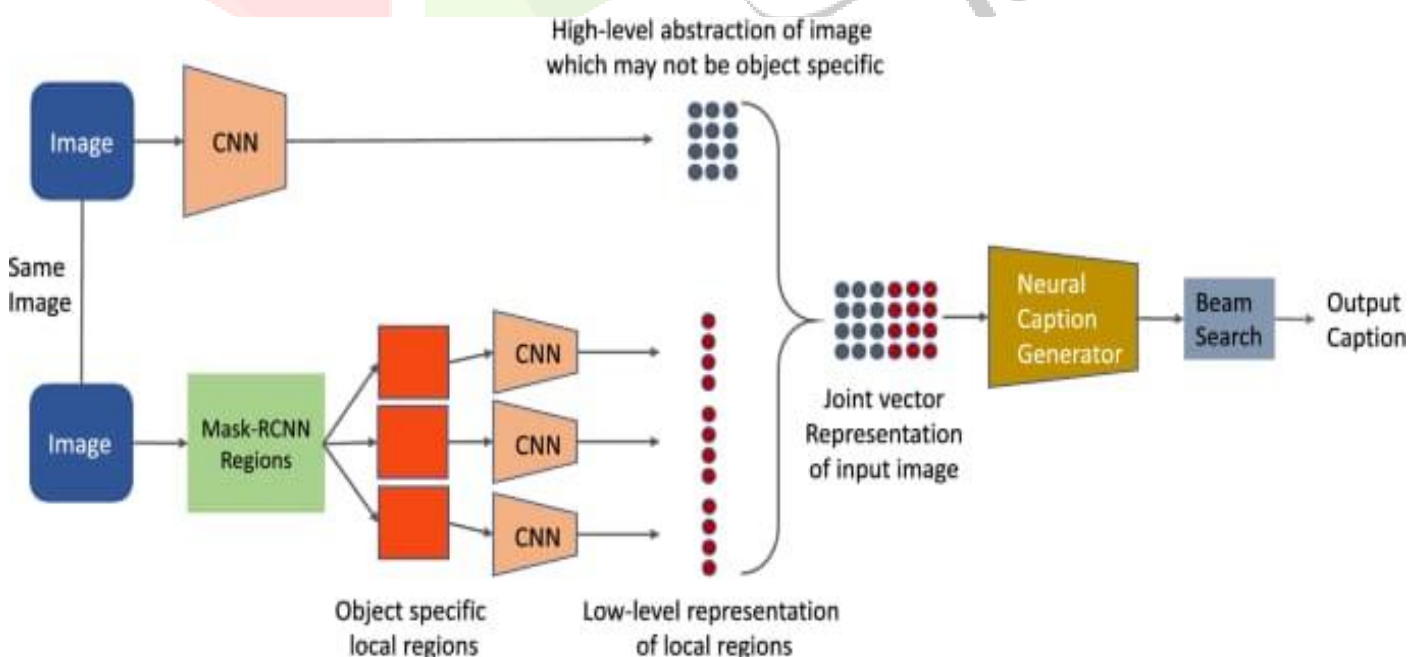 High-level abstraction of image
which may not be object specific
Image
CNN
Same
Image
Image
Mask-RCNN
Regions
CNN
CNN
CNN
Object specific
local regions
Low-level representation
of local regions
Joint vector
Representation
of input image
Neural
Caption
Generator
Beam
Search
Output
Caption